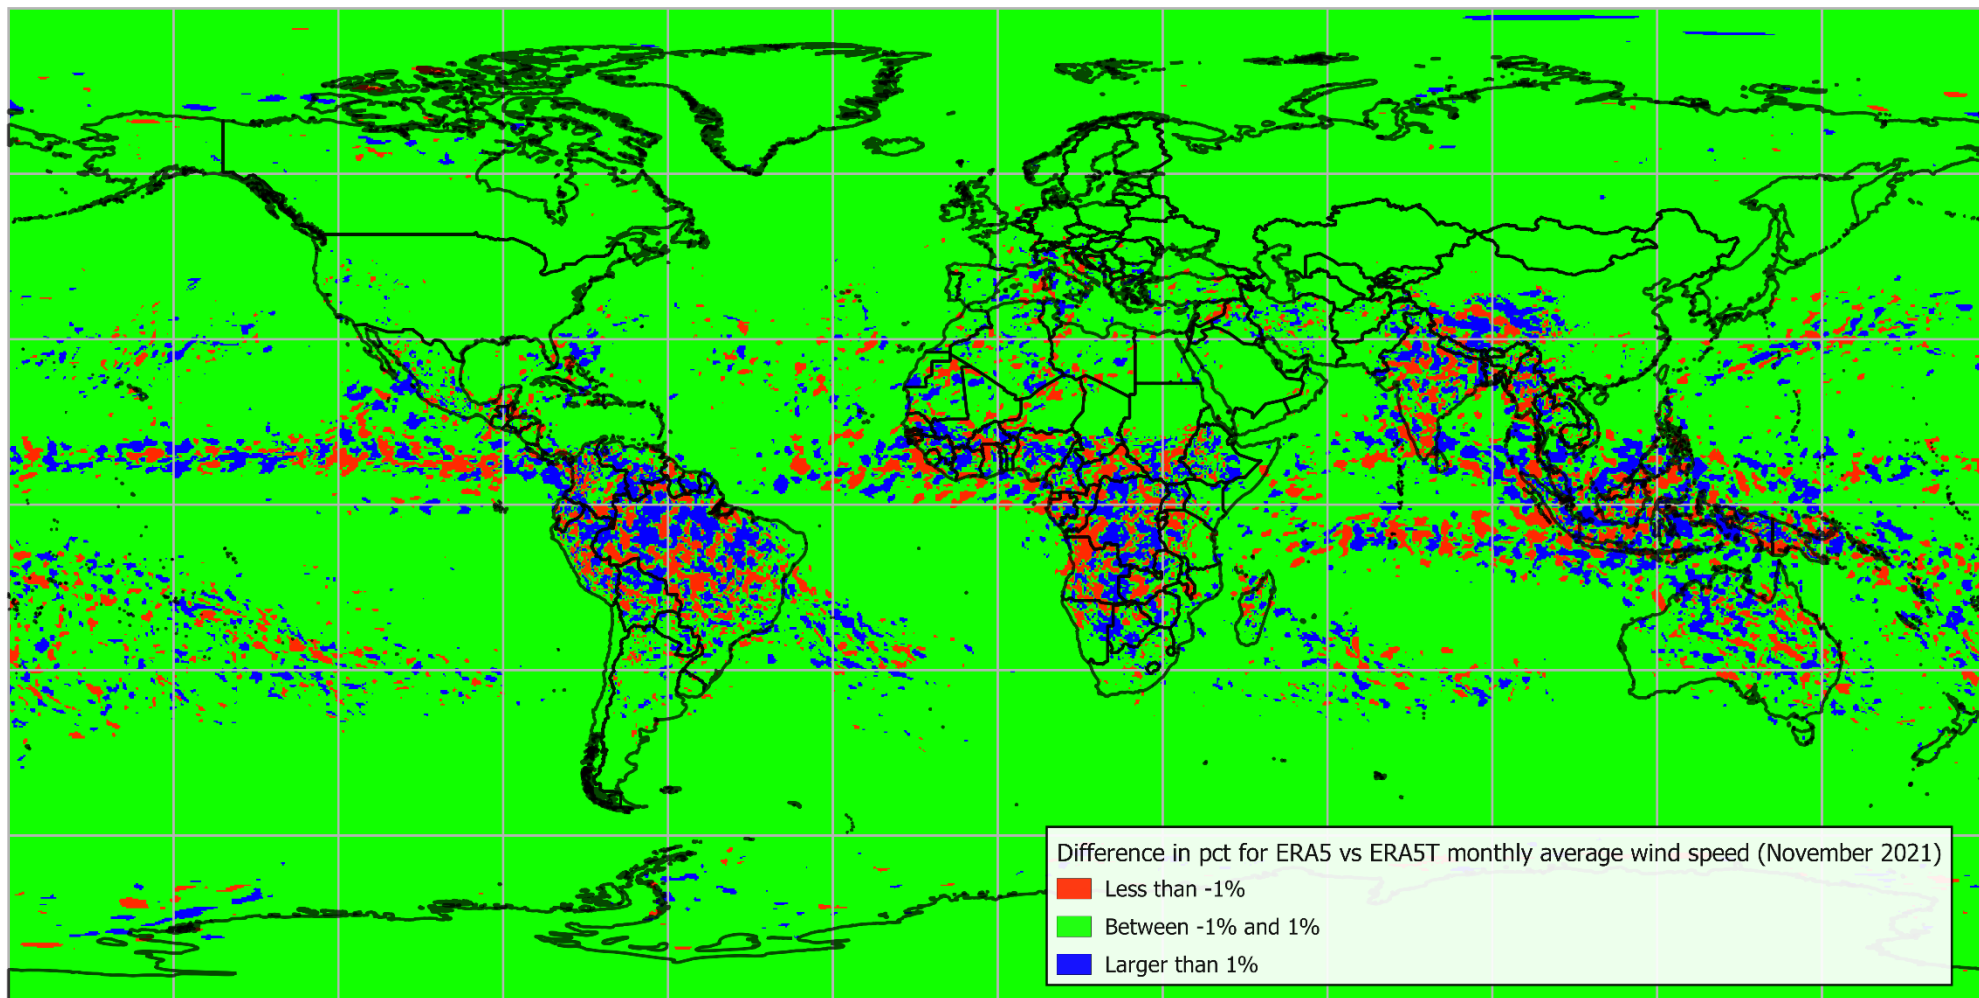 Difference in pct for ERA5 vs ERA5T monthly average wind speed (November 2021)
Less than -1%
Between -1% and 1%
Larger than 1%